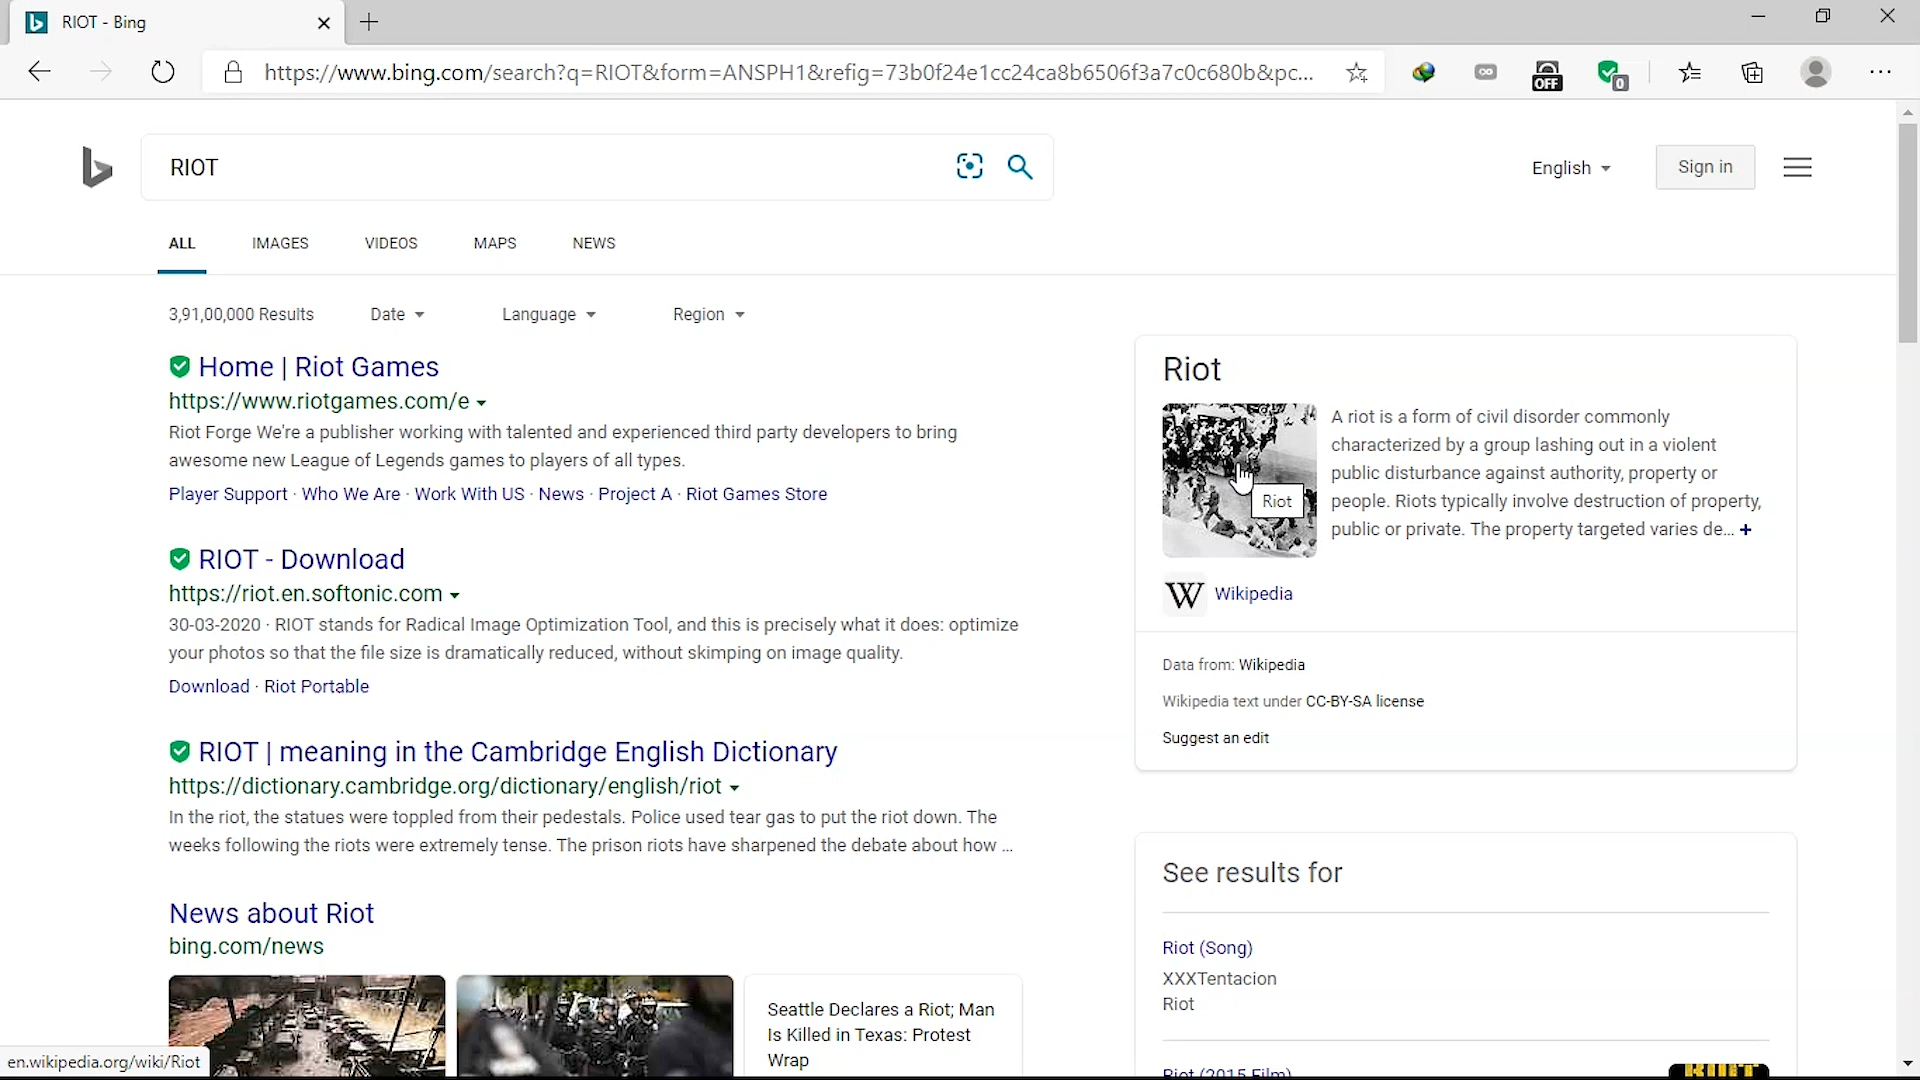 RIOT - Bing
https://www.bing.com/search?q=RIOT&form=ANSPH1&refig=73b0f24e1cc24ca8b6506f3a7c0c680b&pc...
OFF
0
RIOT
English
Sign in
ALL
IMAGES
VIDEOS
MAPS
NEWS
3,91,00,000 Results
Date
Language
Region
Home | Riot Games
https://www.riotgames.com/e
Riot Forge We're a publisher working with talented and experienced third party developers to bring
awesome new League of Legends games to players of all types.
Player Support · Who We Are · Work With US · News · Project A · Riot Games Store
RIOT - Download
https://riot.en.softonic.com
30-03-2020 · RIOT stands for Radical Image Optimization Tool, and this is precisely what it does: optimize
your photos so that the file size is dramatically reduced, without skimping on image quality.
Download · Riot Portable
RIOT | meaning in the Cambridge English Dictionary
https://dictionary.cambridge.org/dictionary/english/riot
In the riot, the statues were toppled from their pedestals. Police used tear gas to put the riot down. The
weeks following the riots were extremely tense. The prison riots have sharpened the debate about how ...
News about Riot
bing.com/news
Seattle Declares a Riot; Man
Is Killed in Texas: Protest
Wrap
en.wikipedia.org/wiki/Riot
Riot
Riot
A riot is a form of civil disorder commonly
characterized by a group lashing out in a violent
public disturbance against authority, property or
people. Riots typically involve destruction of property,
public or private. The property targeted varies de... +
W Wikipedia
Data from: Wikipedia
Wikipedia text under CC-BY-SA license
Suggest an edit
See results for
Riot (Song)
XXXTentacion
Riot
Riot (2015 Film)
RIOT